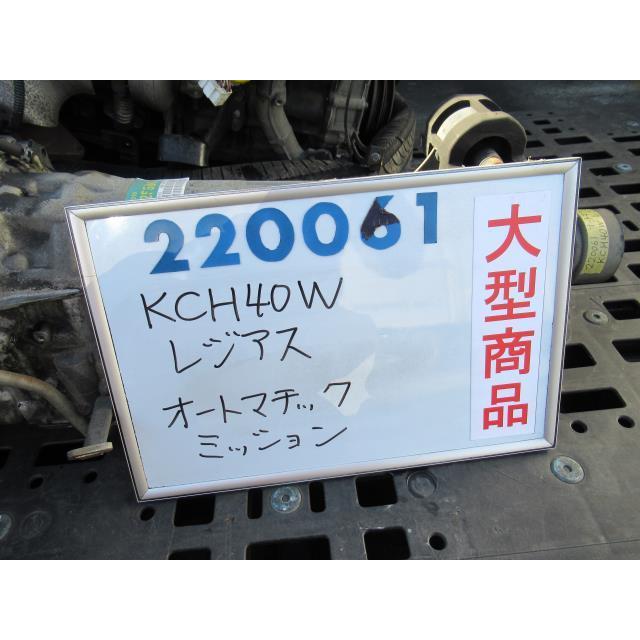 220061
KCH40W
レジアス
オートマチック
ミッション
大型商品